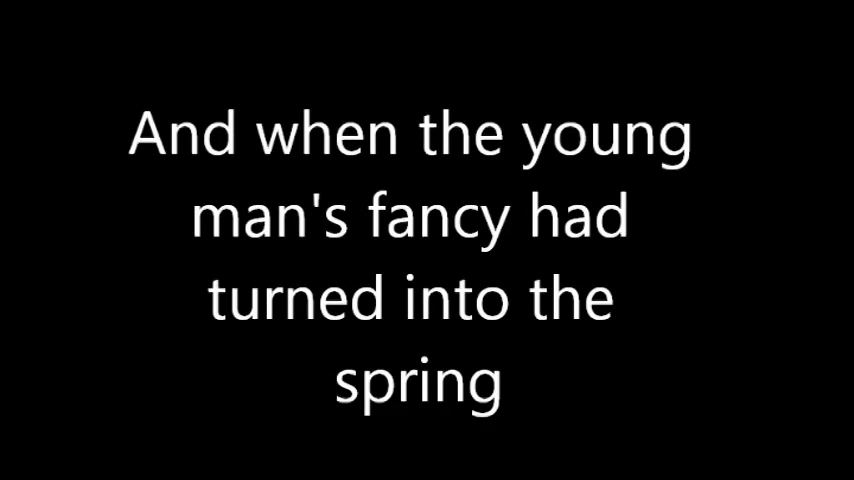 And when the young
man's fancy had
turned into the
spring